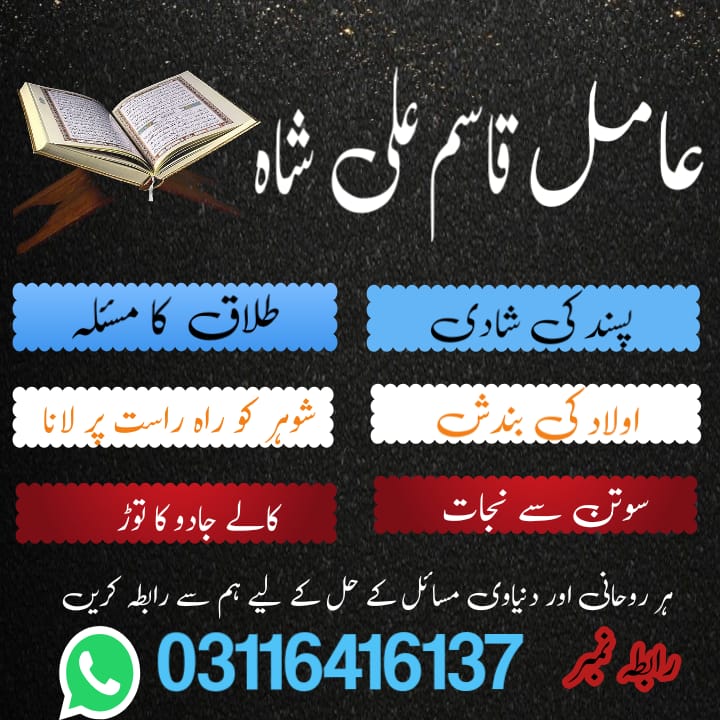 عامل قاسم علی شاہ
پسند کی شادی
طلاق کا مسئلہ
اولاد کی بندش
شوہر کو راہ راست پر لانا
سوتن سے نجات
کالے جادو کا توڑ
ہر روحانی اور دنیاوی مسائل کے حل کے لیے ہم سے رابطہ کریں
رابطہ نمبر 03116416137